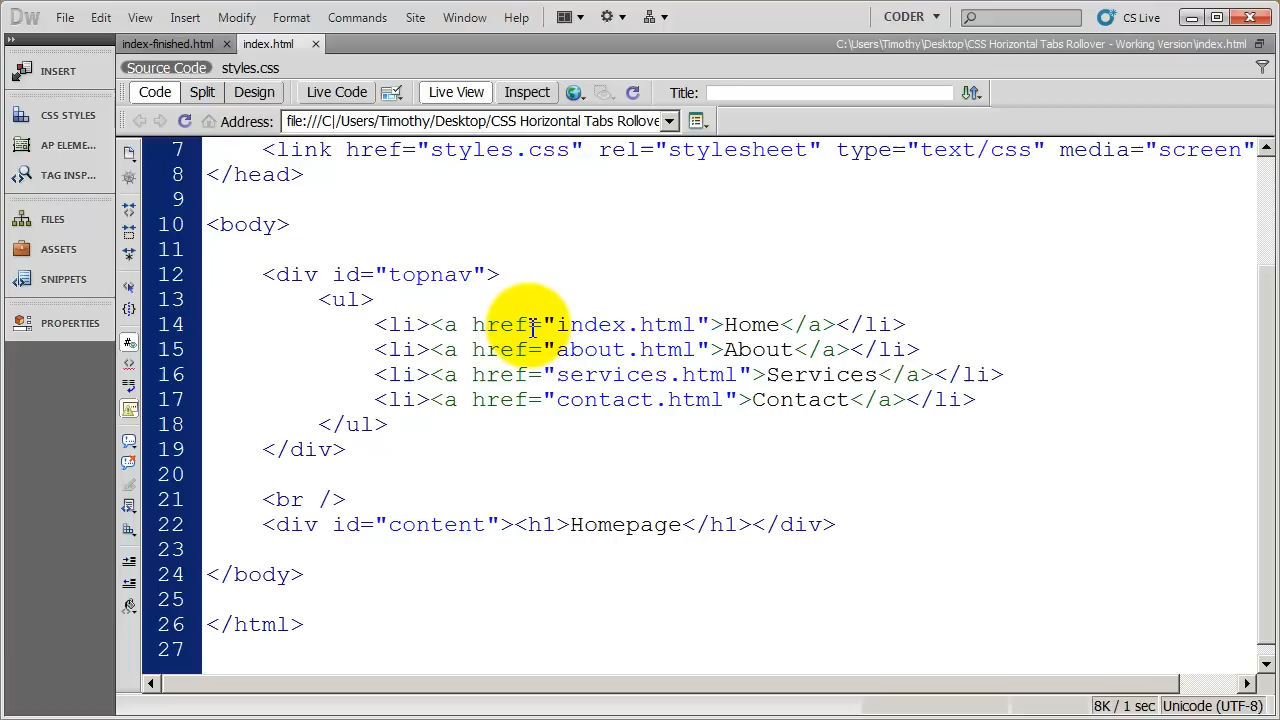 Dw File Edit View Insert Modify Format Commands Site Window Help CODER CS Live
index-finished.html index.html C:\Users\Timothy\Desktop\CSS Horizontal Tabs Rollover - Working Version\index.html
Source Code styles.css
Code Split Design Live Code Live View Inspect Title:
Address: file:///C|/Users/Timothy/Desktop/CSS Horizontal Tabs Rollove
INSERT
CSS STYLES
AP ELEME...
TAG INSP...
FILES
ASSETS
SNIPPETS
PROPERTIES
7 <link href="styles.css" rel="stylesheet" type="text/css" media="screen"
8 </head>
9
10 <body>
11
12 <div id="topnav">
13 <ul>
14 <li><a href="index.html">Home</a></li>
15 <li><a href="about.html">About</a></li>
16 <li><a href="services.html">Services</a></li>
17 <li><a href="contact.html">Contact</a></li>
18 </ul>
19 </div>
20
21 <br />
22 <div id="content"><h1>Homepage</h1></div>
23
24 </body>
25
26 </html>
27
8K / 1 sec Unicode (UTF-8)